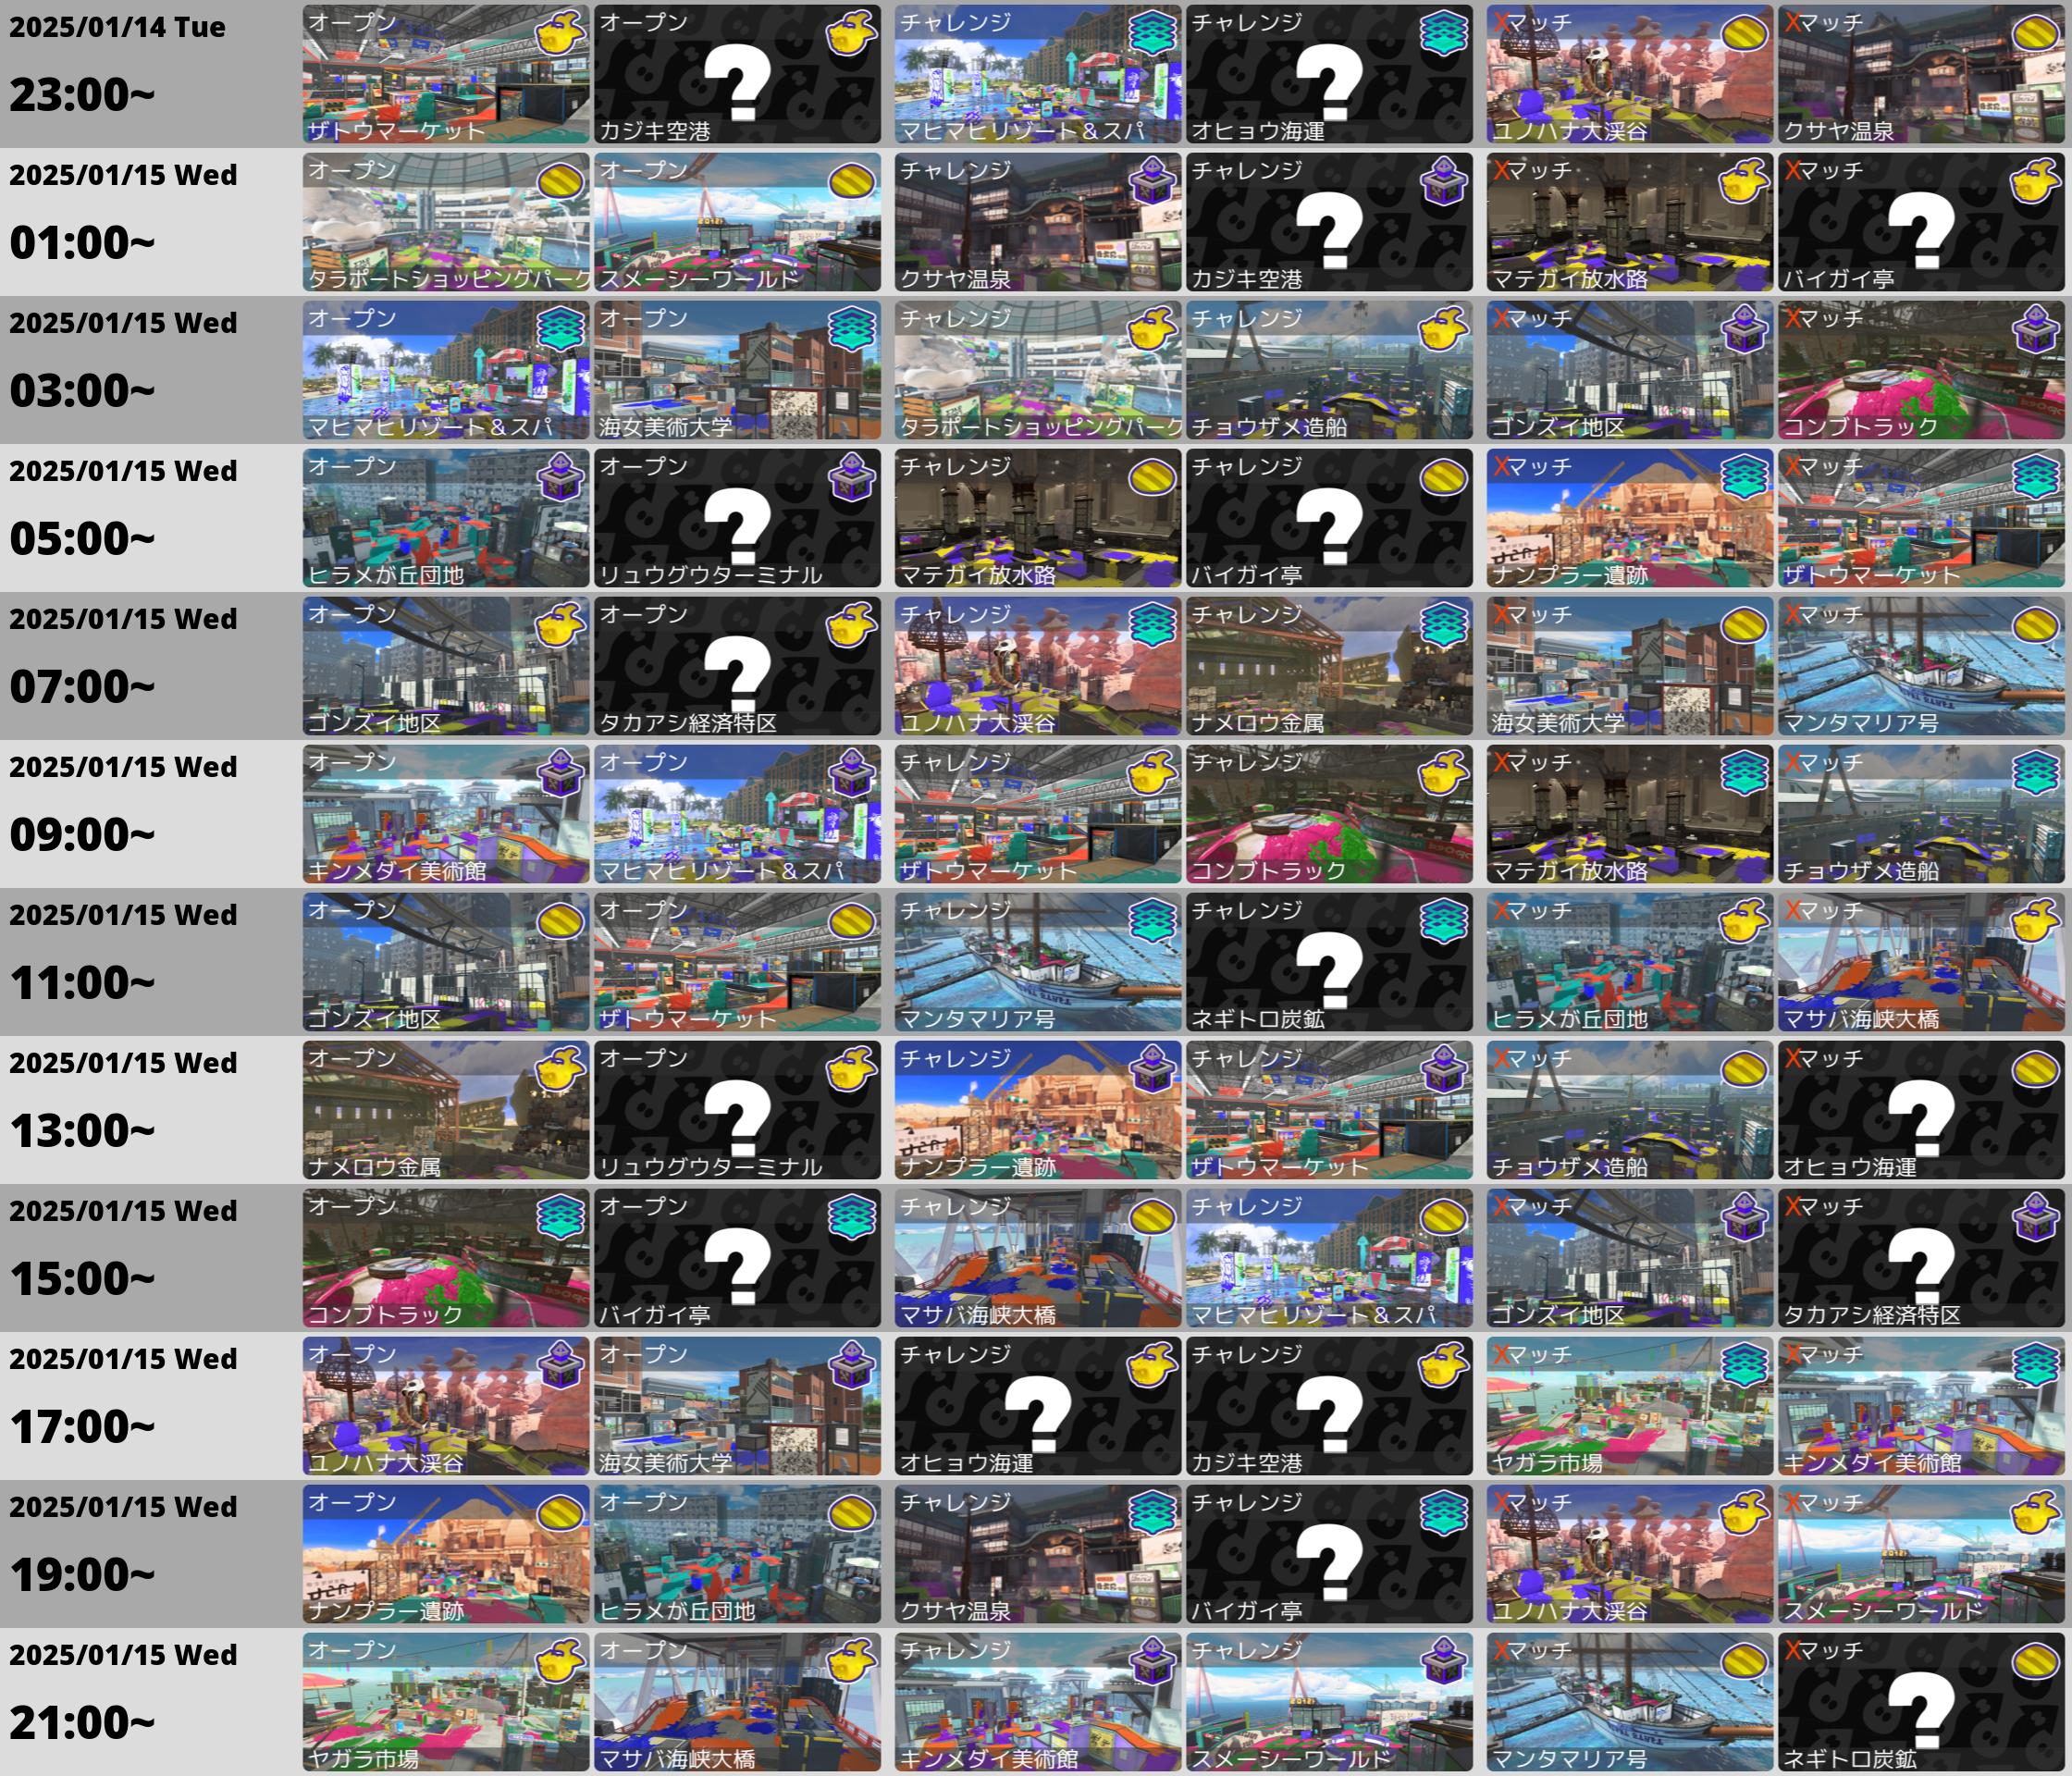 2025/01/14 Tue
23:00~
オープン
ザトウマーケット
オープン
カジキ空港
チャレンジ
マヒマヒリゾート&スパ
チャレンジ
オヒョウ海運
Xマッチ
ユノハナ大渓谷
Xマッチ
クサヤ温泉
2025/01/15 Wed
01:00~
オープン
タラポートショッピングパーク
オープン
スメーシーワールド
チャレンジ
クサヤ温泉
チャレンジ
カジキ空港
Xマッチ
マテガイ放水路
Xマッチ
バイガイ亭
2025/01/15 Wed
03:00~
オープン
マヒマヒリゾート&スパ
オープン
海女美術大学
チャレンジ
タラポートショッピングパーク
チャレンジ
チョウザメ造船
Xマッチ
ゴンズイ地区
Xマッチ
コンブトラック
2025/01/15 Wed
05:00~
オープン
ヒラメが丘団地
オープン
リュウグウターミナル
チャレンジ
マテガイ放水路
チャレンジ
バイガイ亭
Xマッチ
ナンプラー遺跡
Xマッチ
ザトウマーケット
2025/01/15 Wed
07:00~
オープン
ゴンズイ地区
オープン
タカアシ経済特区
チャレンジ
ユノハナ大渓谷
チャレンジ
ナメロウ金属
Xマッチ
海女美術大学
Xマッチ
マンタマリア号
2025/01/15 Wed
09:00~
オープン
キンメダイ美術館
オープン
マヒマヒリゾート&スパ
チャレンジ
ザトウマーケット
チャレンジ
コンブトラック
Xマッチ
マテガイ放水路
Xマッチ
チョウザメ造船
2025/01/15 Wed
11:00~
オープン
ゴンズイ地区
オープン
ザトウマーケット
チャレンジ
マンタマリア号
チャレンジ
ネギトロ炭鉱
Xマッチ
ヒラメが丘団地
Xマッチ
マサバ海峡大橋
2025/01/15 Wed
13:00~
オープン
ナメロウ金属
オープン
リュウグウターミナル
チャレンジ
ナンプラー遺跡
チャレンジ
ザトウマーケット
Xマッチ
チョウザメ造船
Xマッチ
オヒョウ海運
2025/01/15 Wed
15:00~
オープン
コンブトラック
オープン
バイガイ亭
チャレンジ
マサバ海峡大橋
チャレンジ
マヒマヒリゾート&スパ
Xマッチ
ゴンズイ地区
Xマッチ
タカアシ経済特区
2025/01/15 Wed
17:00~
オープン
ユノハナ大渓谷
オープン
海女美術大学
チャレンジ
オヒョウ海運
チャレンジ
カジキ空港
Xマッチ
ヤガラ市場
Xマッチ
キンメダイ美術館
2025/01/15 Wed
19:00~
オープン
ナンプラー遺跡
オープン
ヒラメが丘団地
チャレンジ
クサヤ温泉
チャレンジ
バイガイ亭
Xマッチ
ユノハナ大渓谷
Xマッチ
スメーシーワールド
2025/01/15 Wed
21:00~
オープン
ヤガラ市場
オープン
マサバ海峡大橋
チャレンジ
キンメダイ美術館
チャレンジ
スメーシーワールド
Xマッチ
マンタマリア号
Xマッチ
ネギトロ炭鉱